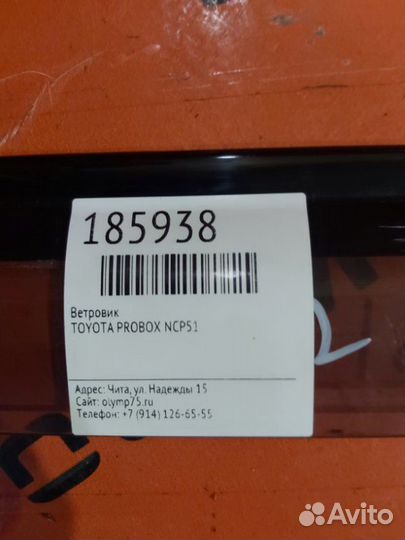 185938
Ветровик
TOYOTA PROBOX NCP51
Адрес: Чита, ул. Надежды 15
Сайт: olymp75.ru
Телефон: +7 (914) 126-65-55
Avito